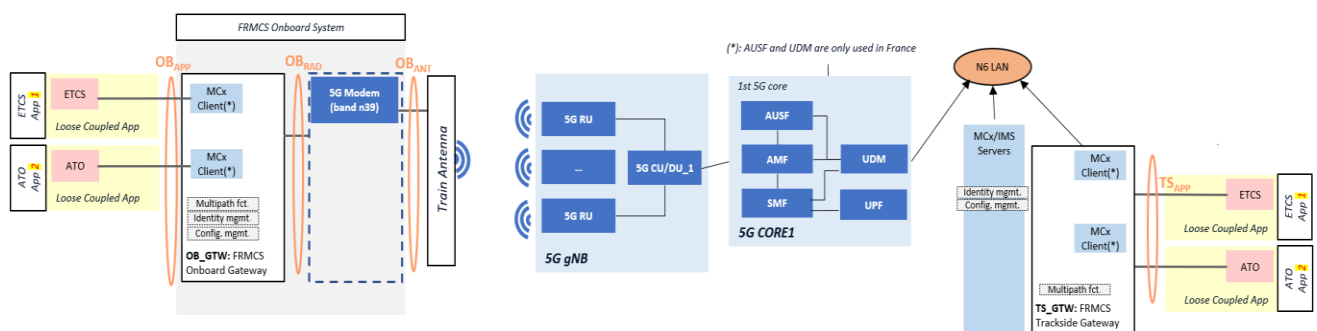 FRMCS Onboard System
OB_APP
OB_RAD
OB_ANT
ETCS
App 1
ETCS
Loose Coupled App
ATO
App 2
ATO
Loose Coupled App
MCx
Client(*)
MCx
Client(*)
Multipath fct.
Identity mgmt.
Config. mgmt.
OB_GTW: FRMCS
Onboard Gateway
5G Modem
(band n39)
Train Antenna
5G RU
...
5G RU
5G CU/DU_1
5G gNB
(*): AUSF and UDM are only used in France
1st 5G core
AUSF
AMF
SMF
UDM
UPF
5G CORE1
N6 LAN
MCx/IMS
Servers
Identity mgmt.
Config. mgmt.
MCx
Client(*)
MCx
Client(*)
Multipath fct.
TS_GTW: FRMCS
Trackside Gateway
TS_APP
ETCS
Loose Coupled App
ETCS
App 1
ATO
Loose Coupled App
ATO
App 2